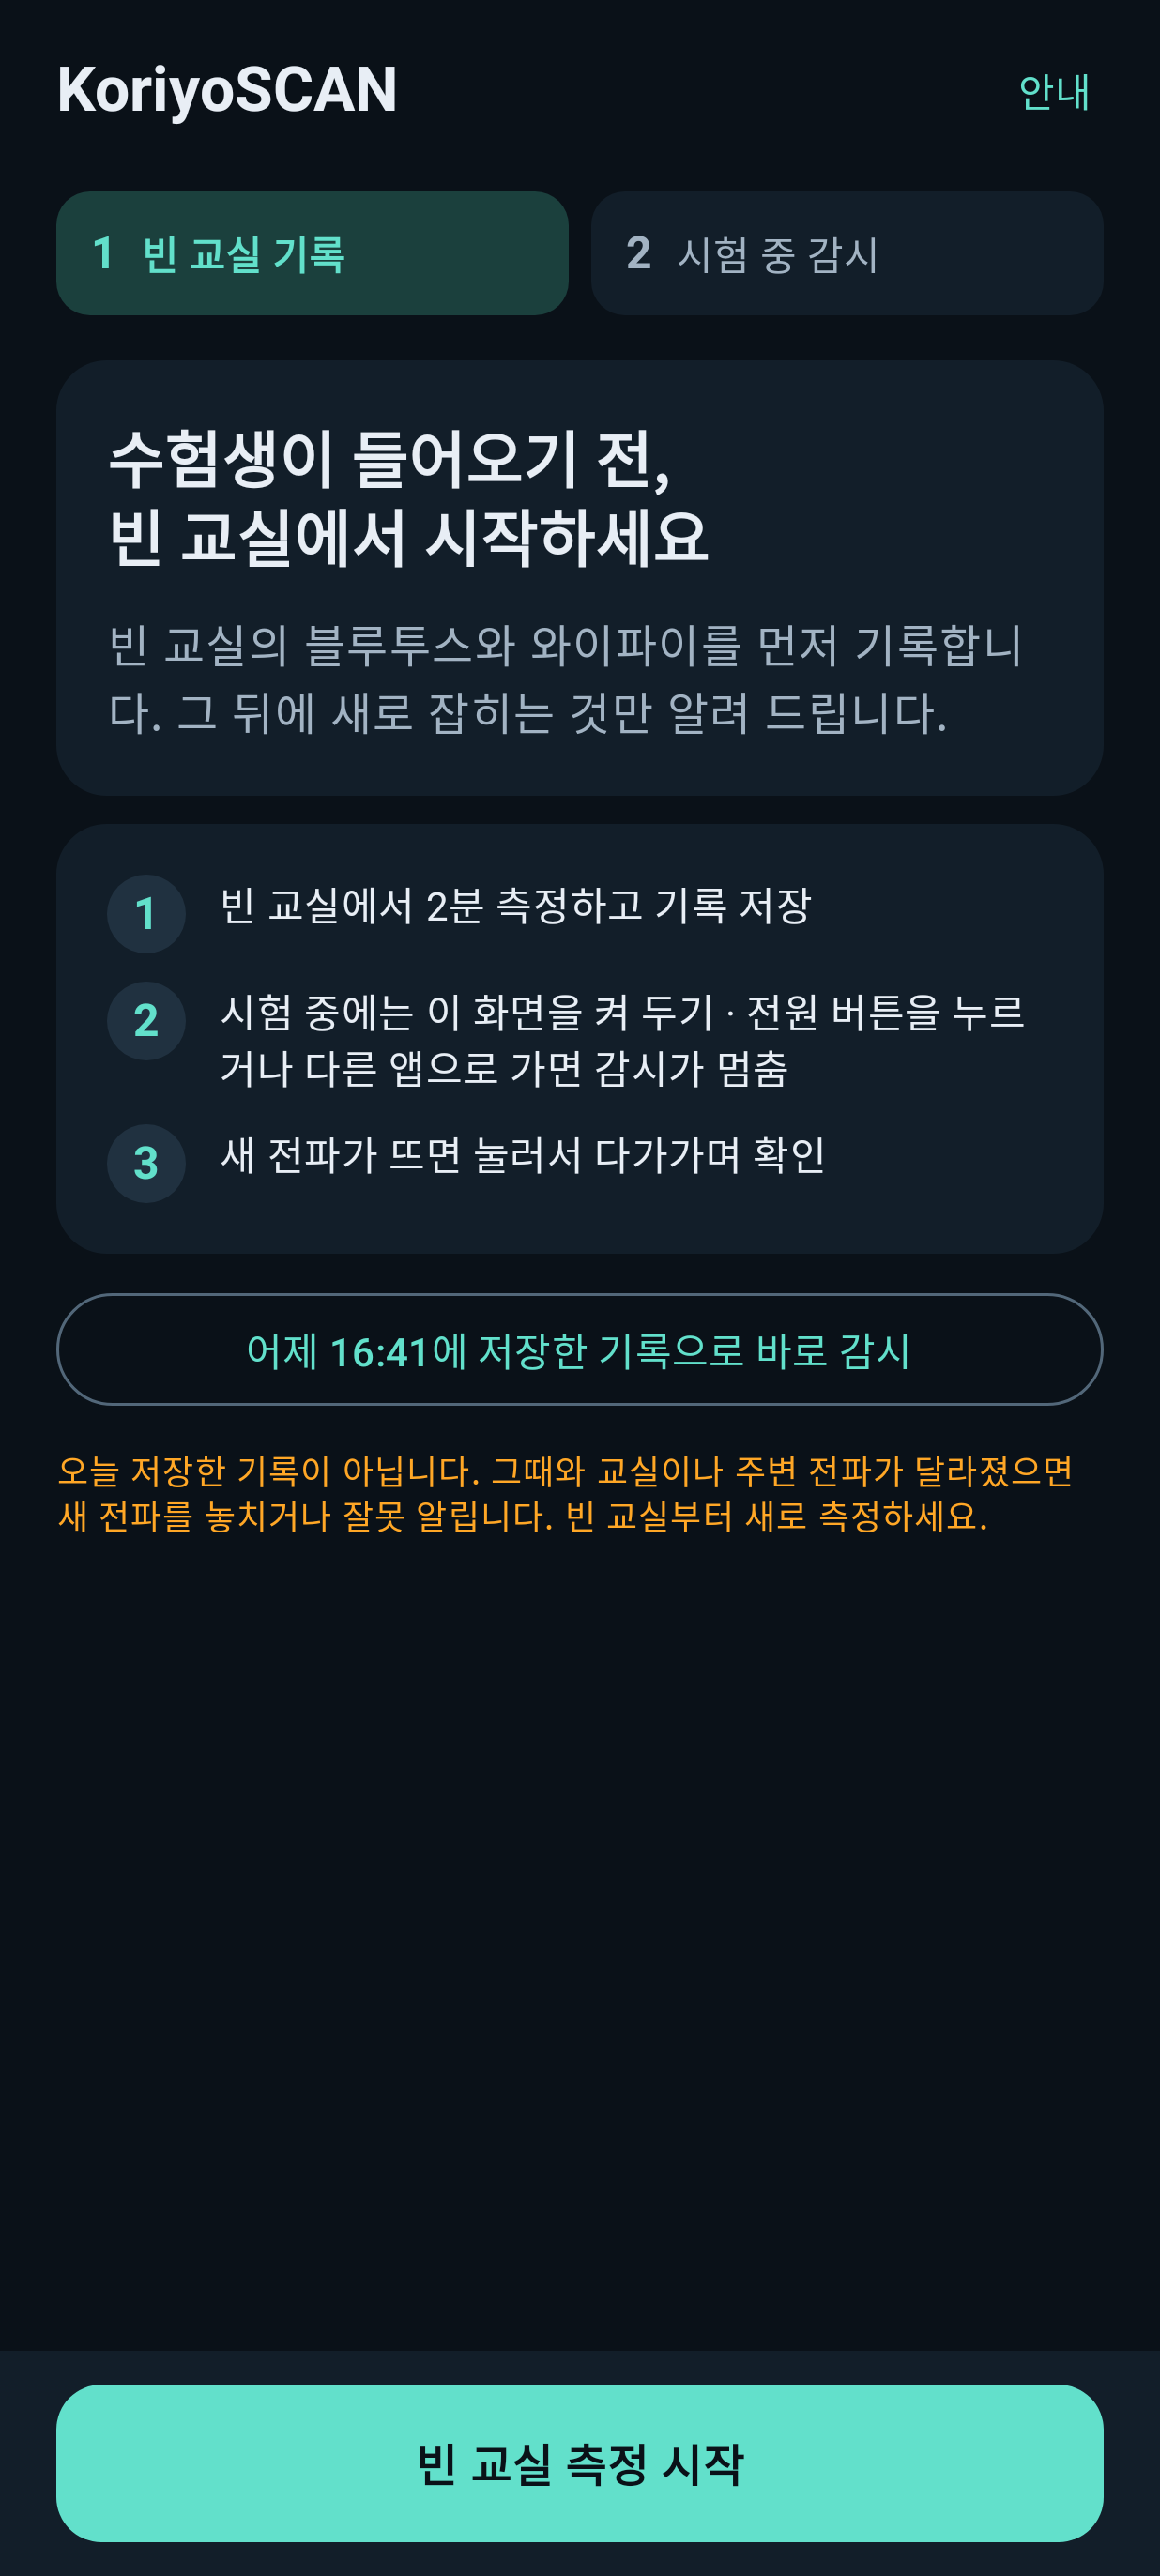 KoriyoSCAN
안내
1 빈 교실 기록
2 시험 중 감시
수험생이 들어오기 전,
빈 교실에서 시작하세요
빈 교실의 블루투스와 와이파이를 먼저 기록합니
다. 그 뒤에 새로 잡히는 것만 알려 드립니다.
1 빈 교실에서 2분 측정하고 기록 저장
2 시험 중에는 이 화면을 켜 두기 · 전원 버튼을 누르
거나 다른 앱으로 가면 감시가 멈춤
3 새 전파가 뜨면 눌러서 다가가며 확인
어제 16:41에 저장한 기록으로 바로 감시
오늘 저장한 기록이 아닙니다. 그때와 교실이나 주변 전파가 달라졌으면
새 전파를 놓치거나 잘못 알립니다. 빈 교실부터 새로 측정하세요.
빈 교실 측정 시작